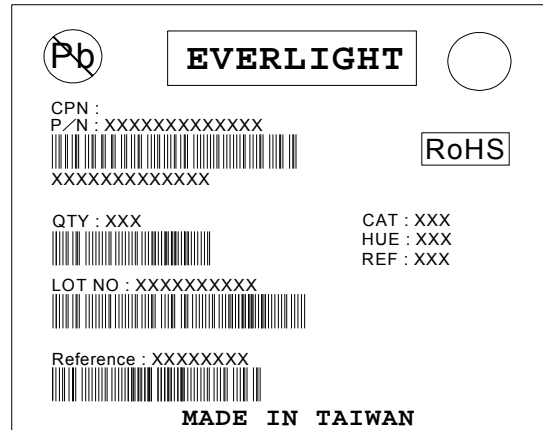 Pb
EVERLIGHT
CPN :
P/N : XXXXXXXXXXXXX
RoHS
XXXXXXXXXXXXX
QTY : XXX
CAT : XXX
HUE : XXX
REF : XXX
LOT NO : XXXXXXXXXX
Reference : XXXXXXXX
MADE IN TAIWAN